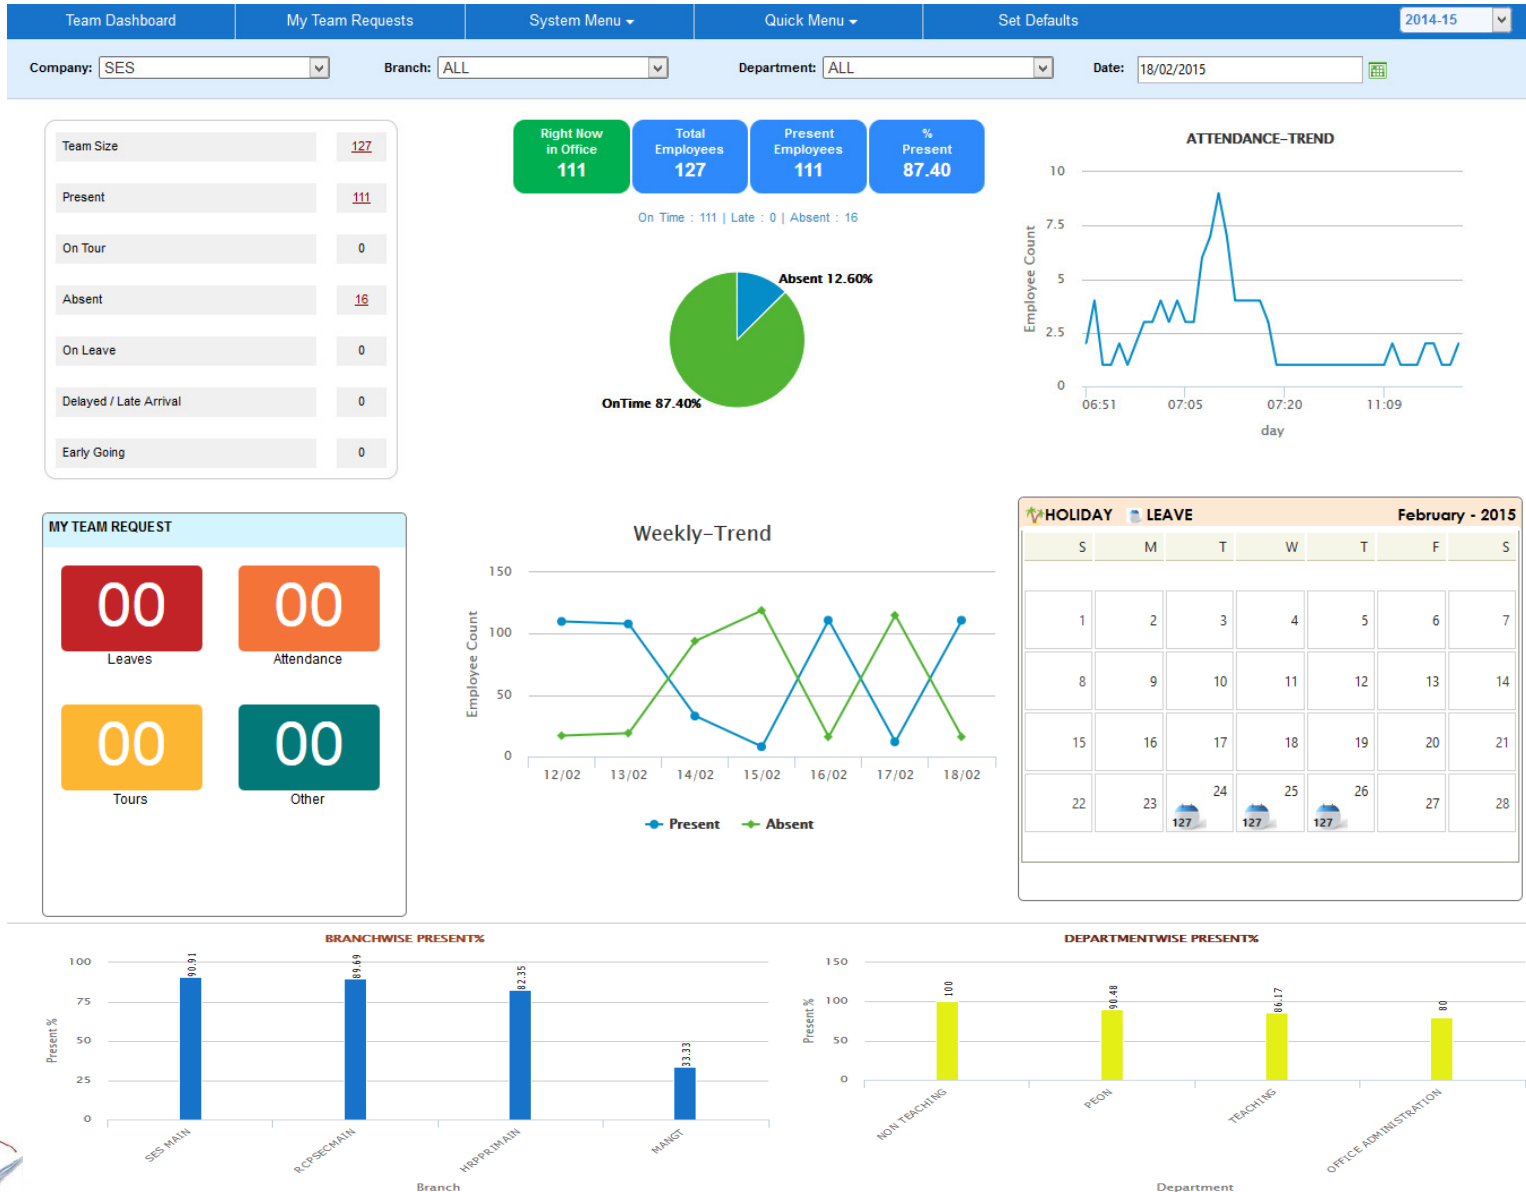 Team Dashboard My Team Requests System Menu Quick Menu Set Defaults 2014-15
Company: SES Branch: ALL Department: ALL Date: 18/02/2015
Team Size 127
Present 111
On Tour 0
Absent 16
On Leave 0
Delayed / Late Arrival 0
Early Going 0
Right Now
in Office
111
Total
Employees
127
Present
Employees
111
%
Present
87.40
On Time : 111 | Late : 0 | Absent : 16
Absent 12.60%
OnTime 87.40%
ATTENDANCE-TREND
Employee Count
10
7.5
5
2.5
0
06:51 07:05 07:20 11:09
day
MY TEAM REQUEST
00 00
Leaves Attendance
00 00
Tours Other
Weekly-Trend
Employee Count
150
100
50
0
12/02 13/02 14/02 15/02 16/02 17/02 18/02
Present Absent
HOLIDAY LEAVE February - 2015
S M T W T F S
1 2 3 4 5 6 7
8 9 10 11 12 13 14
15 16 17 18 19 20 21
22 23 24 25 26 27 28
127 127 127
BRANCHWISE PRESENT%
Present %
100
75
50
25
0
90.91 89.69 82.35 33.33
SES MAIN RCPSECMAIN HRPPRIMAIN MANGT
Branch
DEPARTMENTWISE PRESENT%
Present %
150
100
50
0
100 90.48 86.17 80
NON TEACHING PEON TEACHING OFFICE ADMINISTRATION
Department